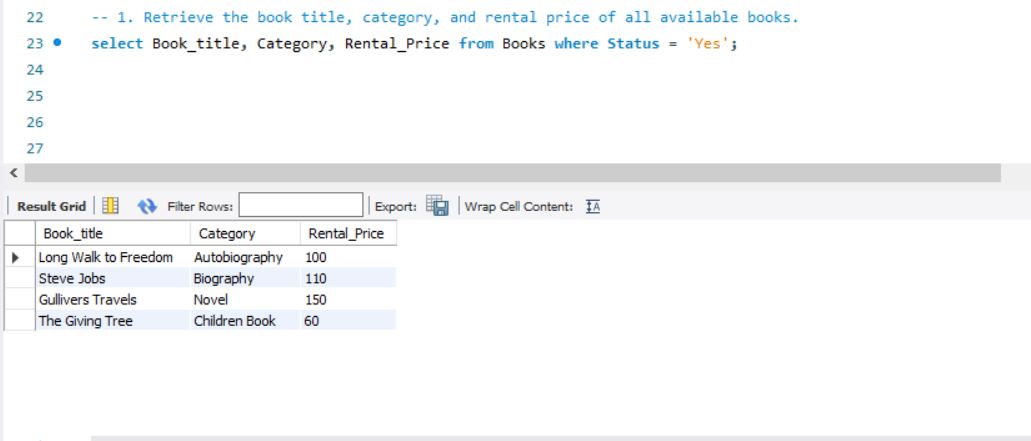 22 -- 1. Retrieve the book title, category, and rental price of all available books.
23 select Book_title, Category, Rental_Price from Books where Status = 'Yes';
24
25
26
27
Result Grid Filter Rows: Export: Wrap Cell Content: IA
Book_title Category Rental_Price
Long Walk to Freedom Autobiography 100
Steve Jobs Biography 110
Gullivers Travels Novel 150
The Giving Tree Children Book 60